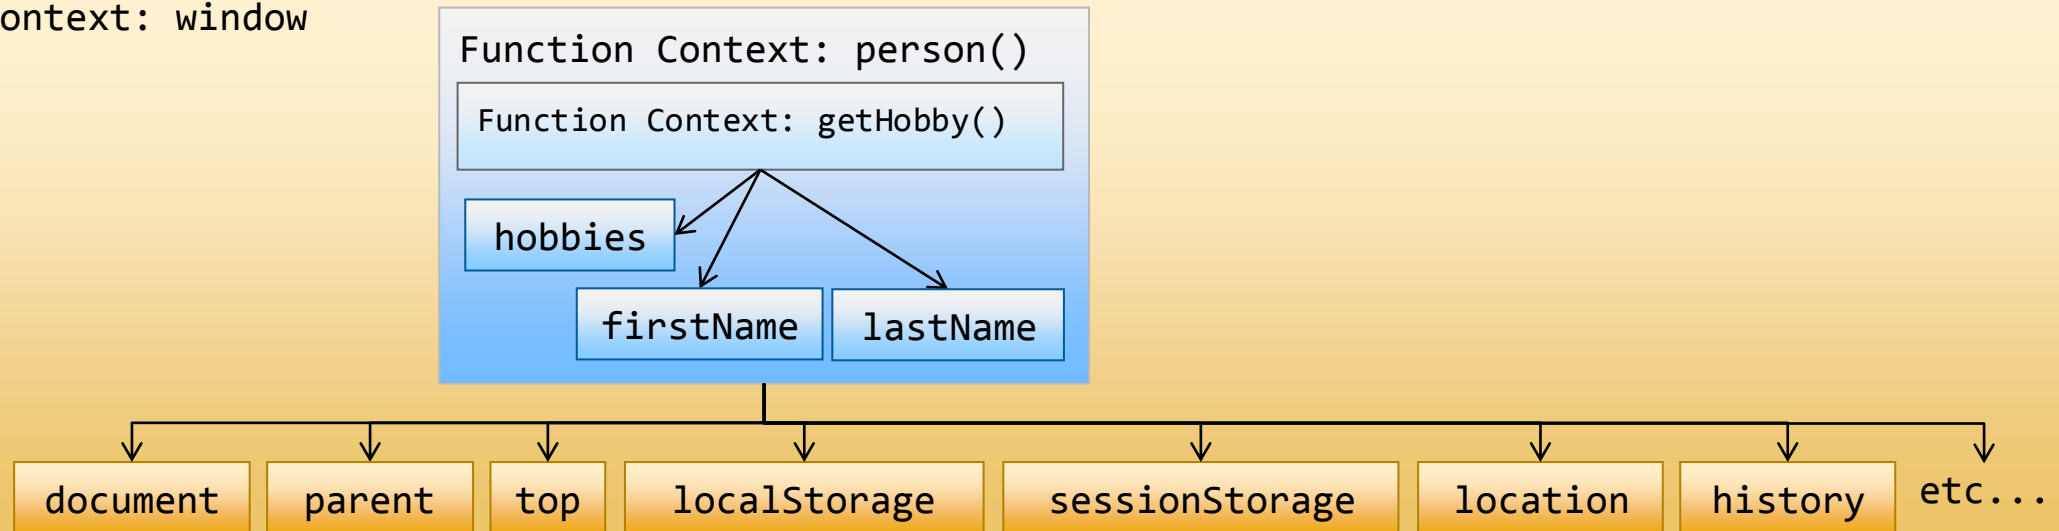 ontext: window
Function Context: person()
Function Context: getHobby()
hobbies
firstName
lastName
document
parent
top
localStorage
sessionStorage
location
history
etc...